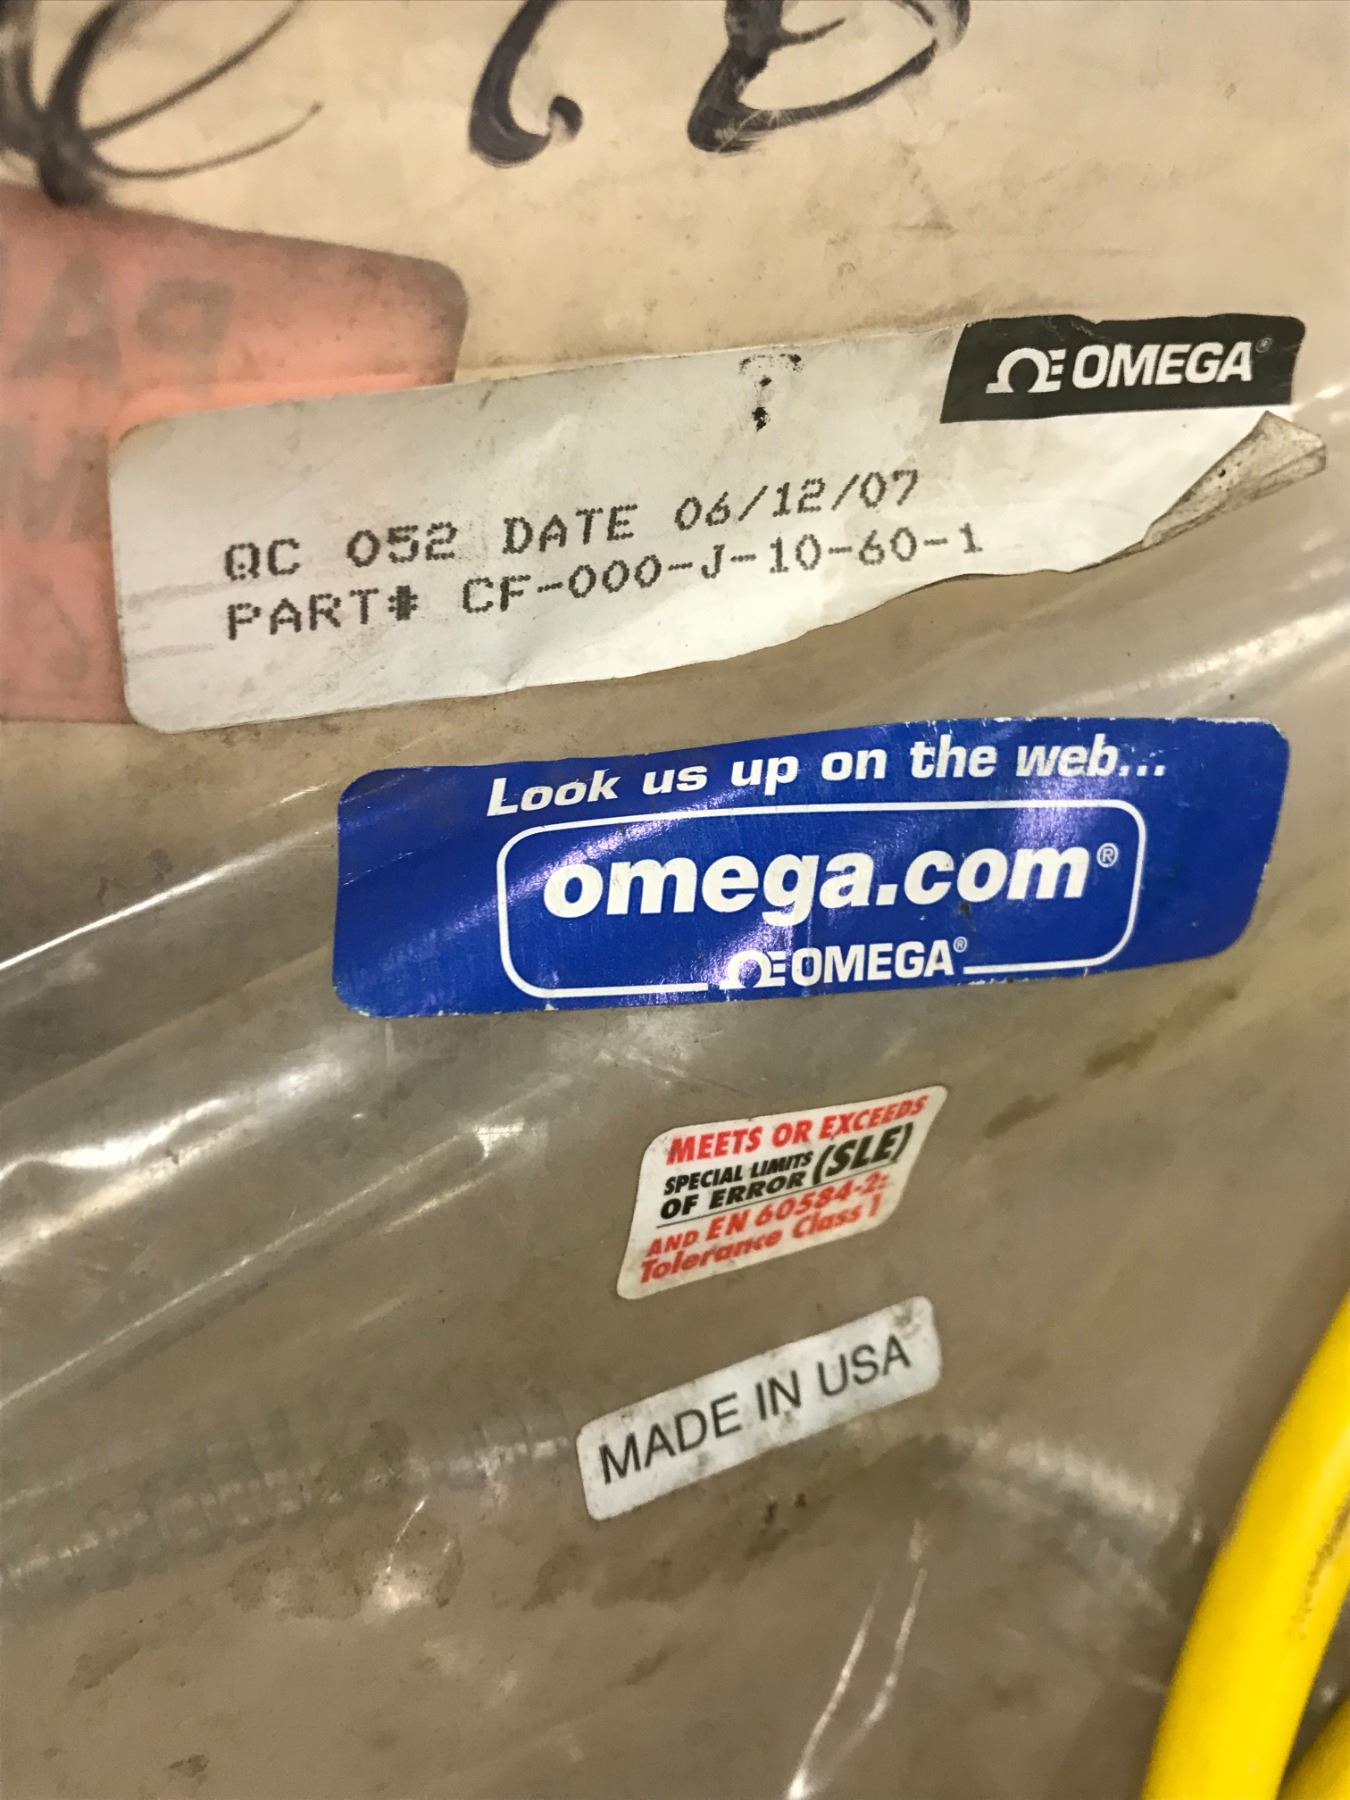 ΩE OMEGA®
QC 052 DATE 06/12/07
PART# CF-000-J-10-60-1
Look us up on the web...
omega.com®
ΩE OMEGA®
MEETS OR EXCEEDS
SPECIAL LIMITS
OF ERROR (SLE)
AND EN 60584-2:
Tolerance Class 1
MADE IN USA